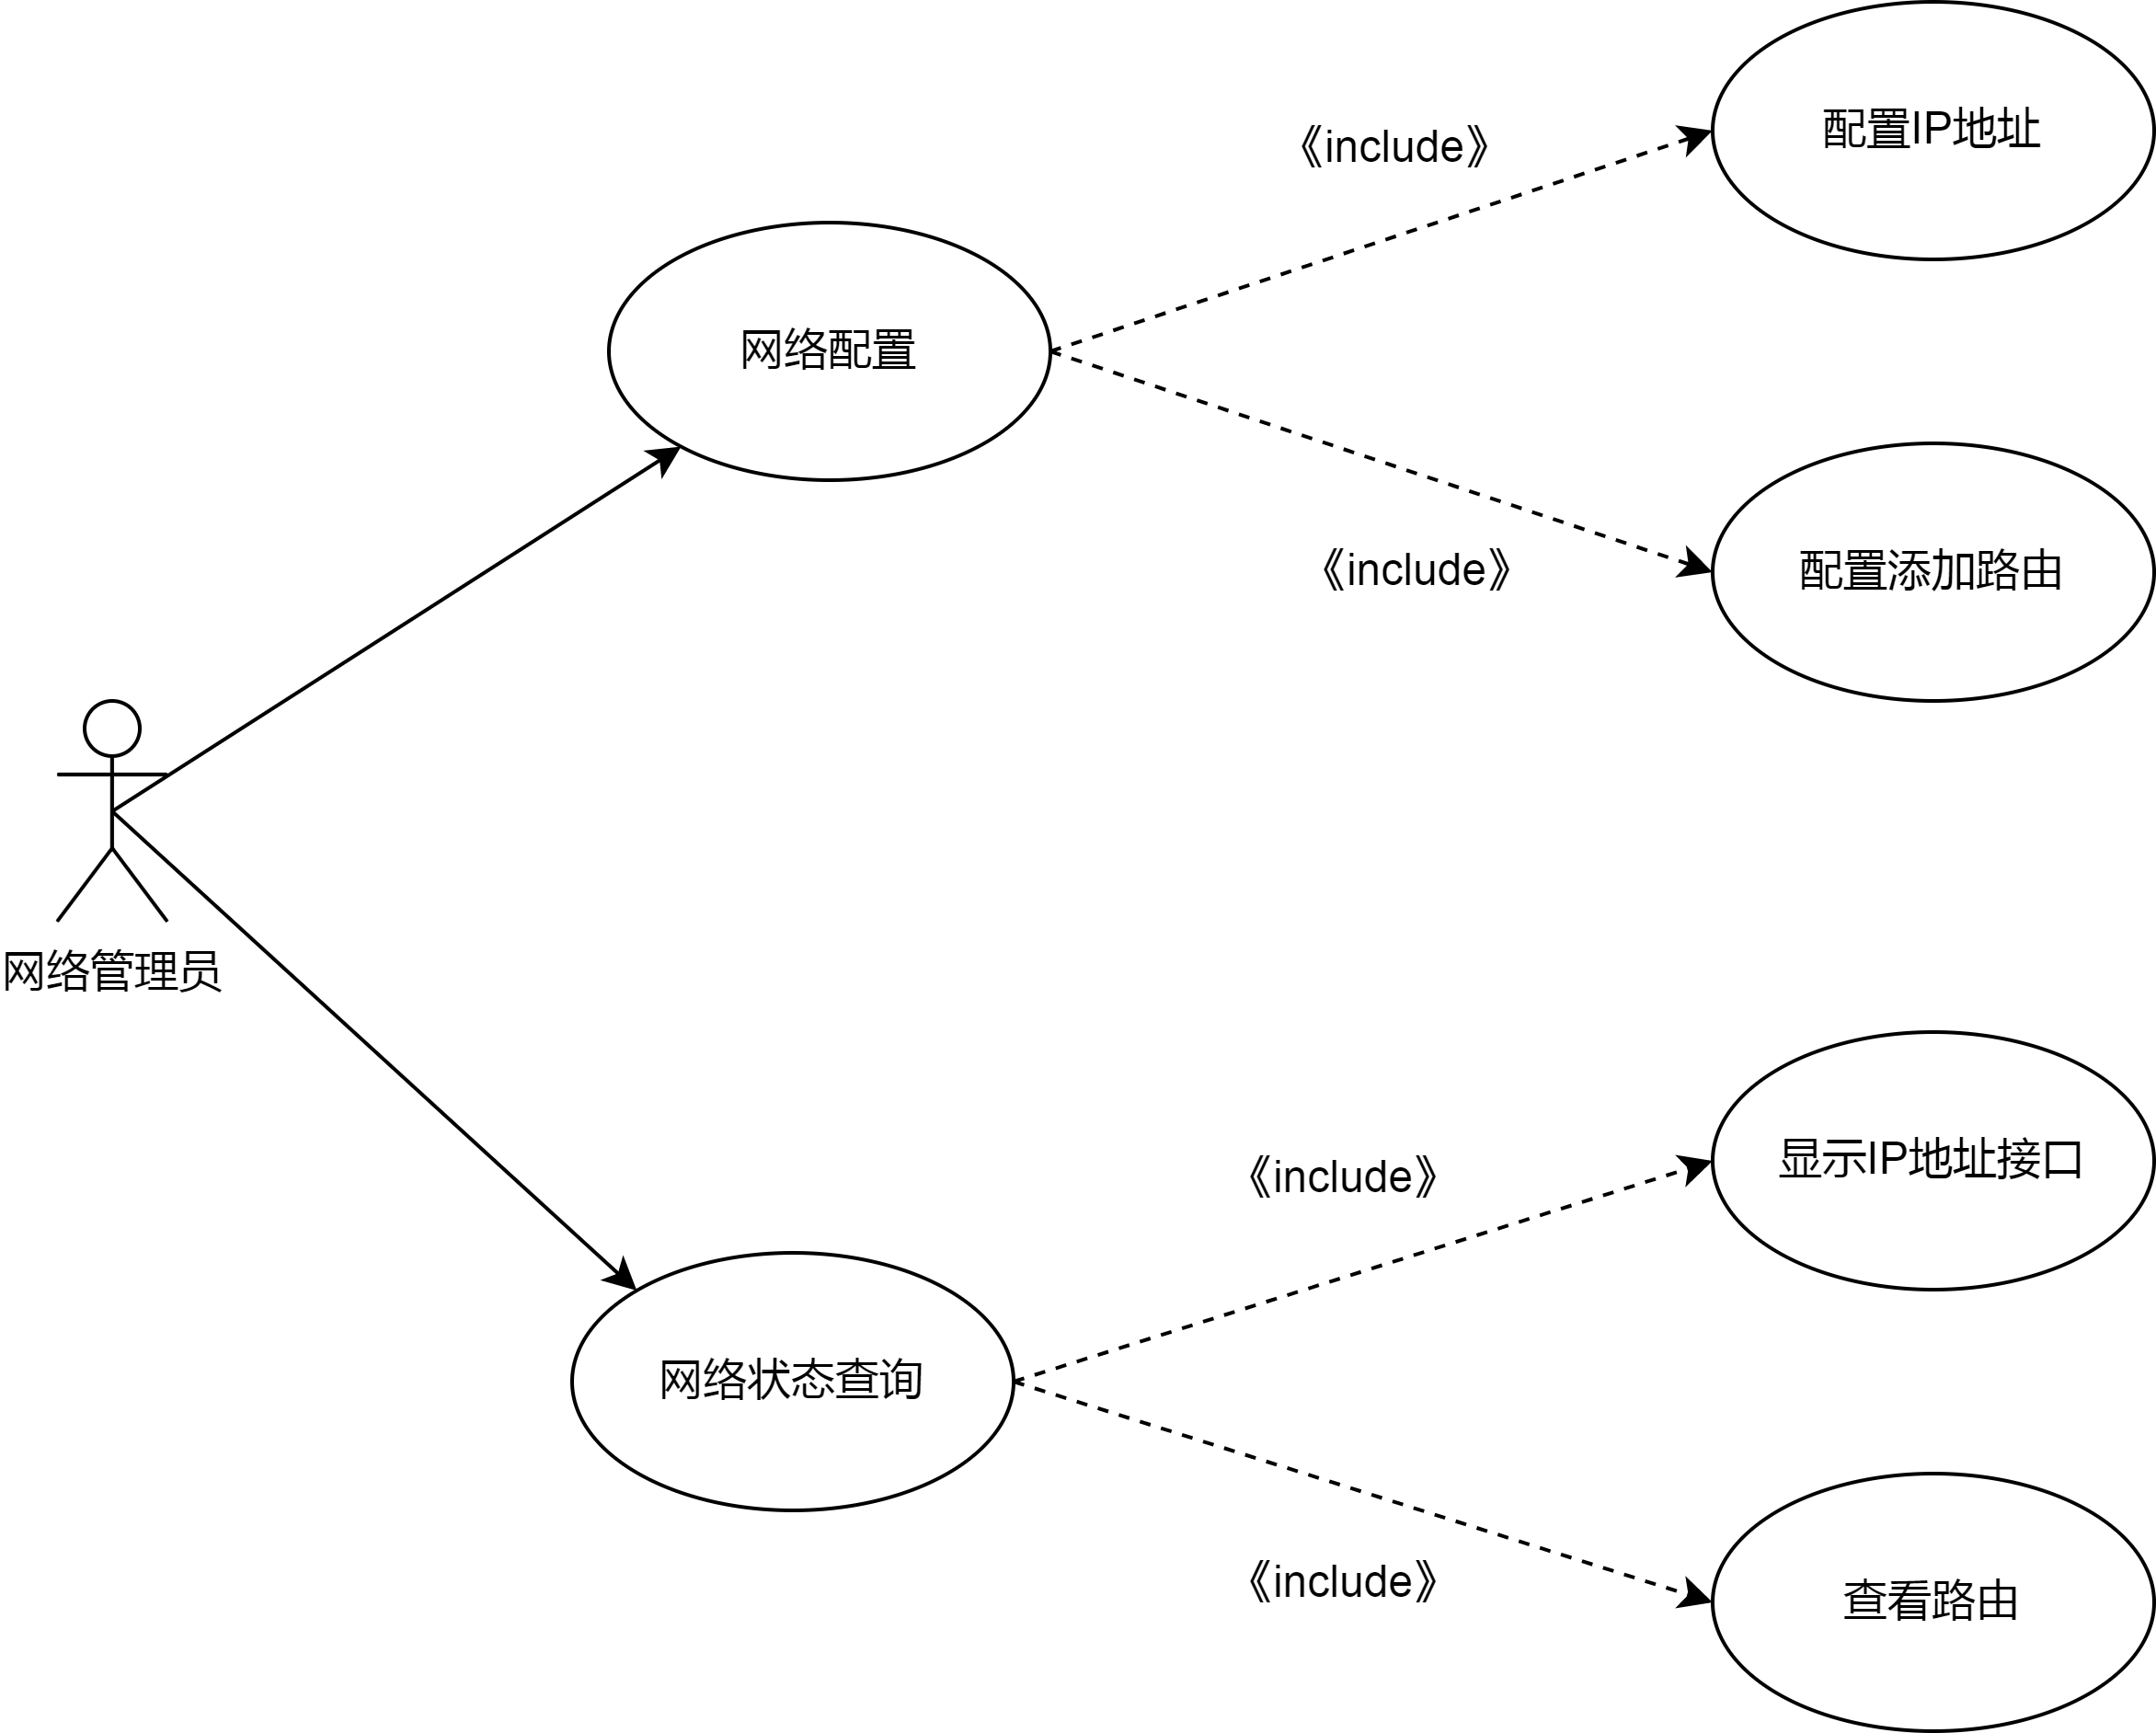 配置IP地址
《include》
网络配置
《include》
配置添加路由
网络管理员
显示IP地址接口
《include》
网络状态查询
《include》
查看路由